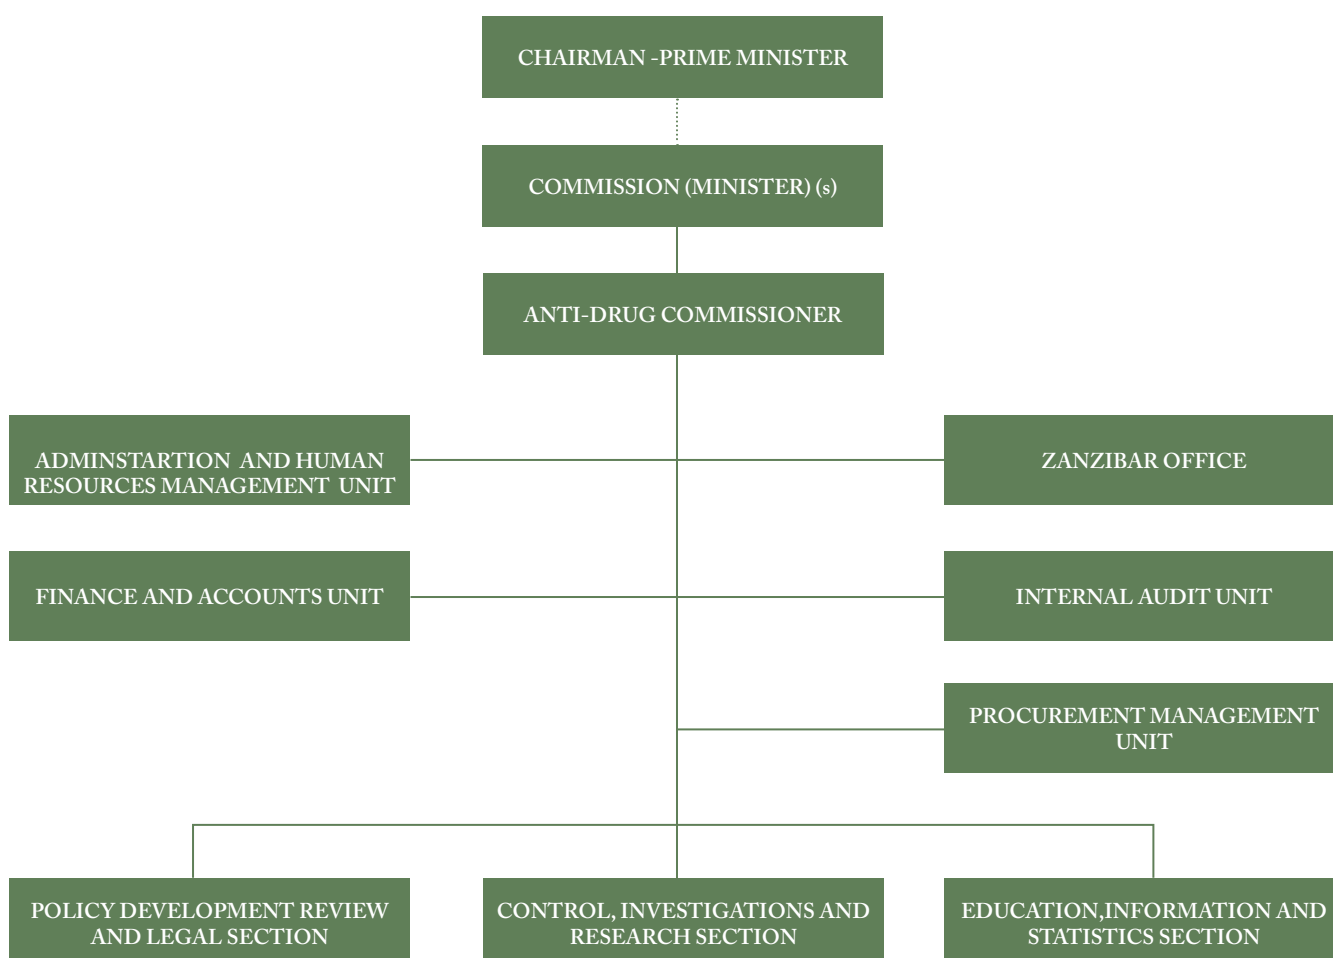 CHAIRMAN -PRIME MINISTER
COMMISSION (MINISTER) (s)
ANTI-DRUG COMMISSIONER
ADMINSTARTION AND HUMAN
RESOURCES MANAGEMENT UNIT
ZANZIBAR OFFICE
FINANCE AND ACCOUNTS UNIT
INTERNAL AUDIT UNIT
PROCUREMENT MANAGEMENT
UNIT
POLICY DEVELOPMENT REVIEW
AND LEGAL SECTION
CONTROL, INVESTIGATIONS AND
RESEARCH SECTION
EDUCATION,INFORMATION AND
STATISTICS SECTION